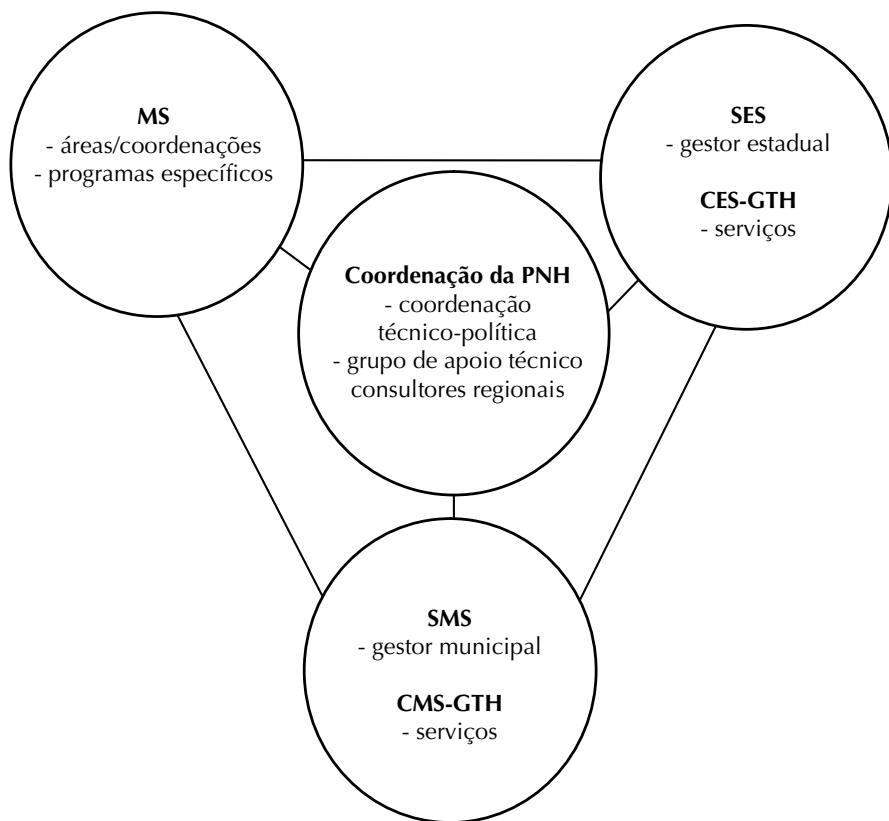 MS
- áreas/coordenações
- programas específicos
SES
- gestor estadual
CES-GTH
- serviços
Coordenação da PNH
- coordenação
técnico-política
- grupo de apoio técnico
consultores regionais
SMS
- gestor municipal
CMS-GTH
- serviços